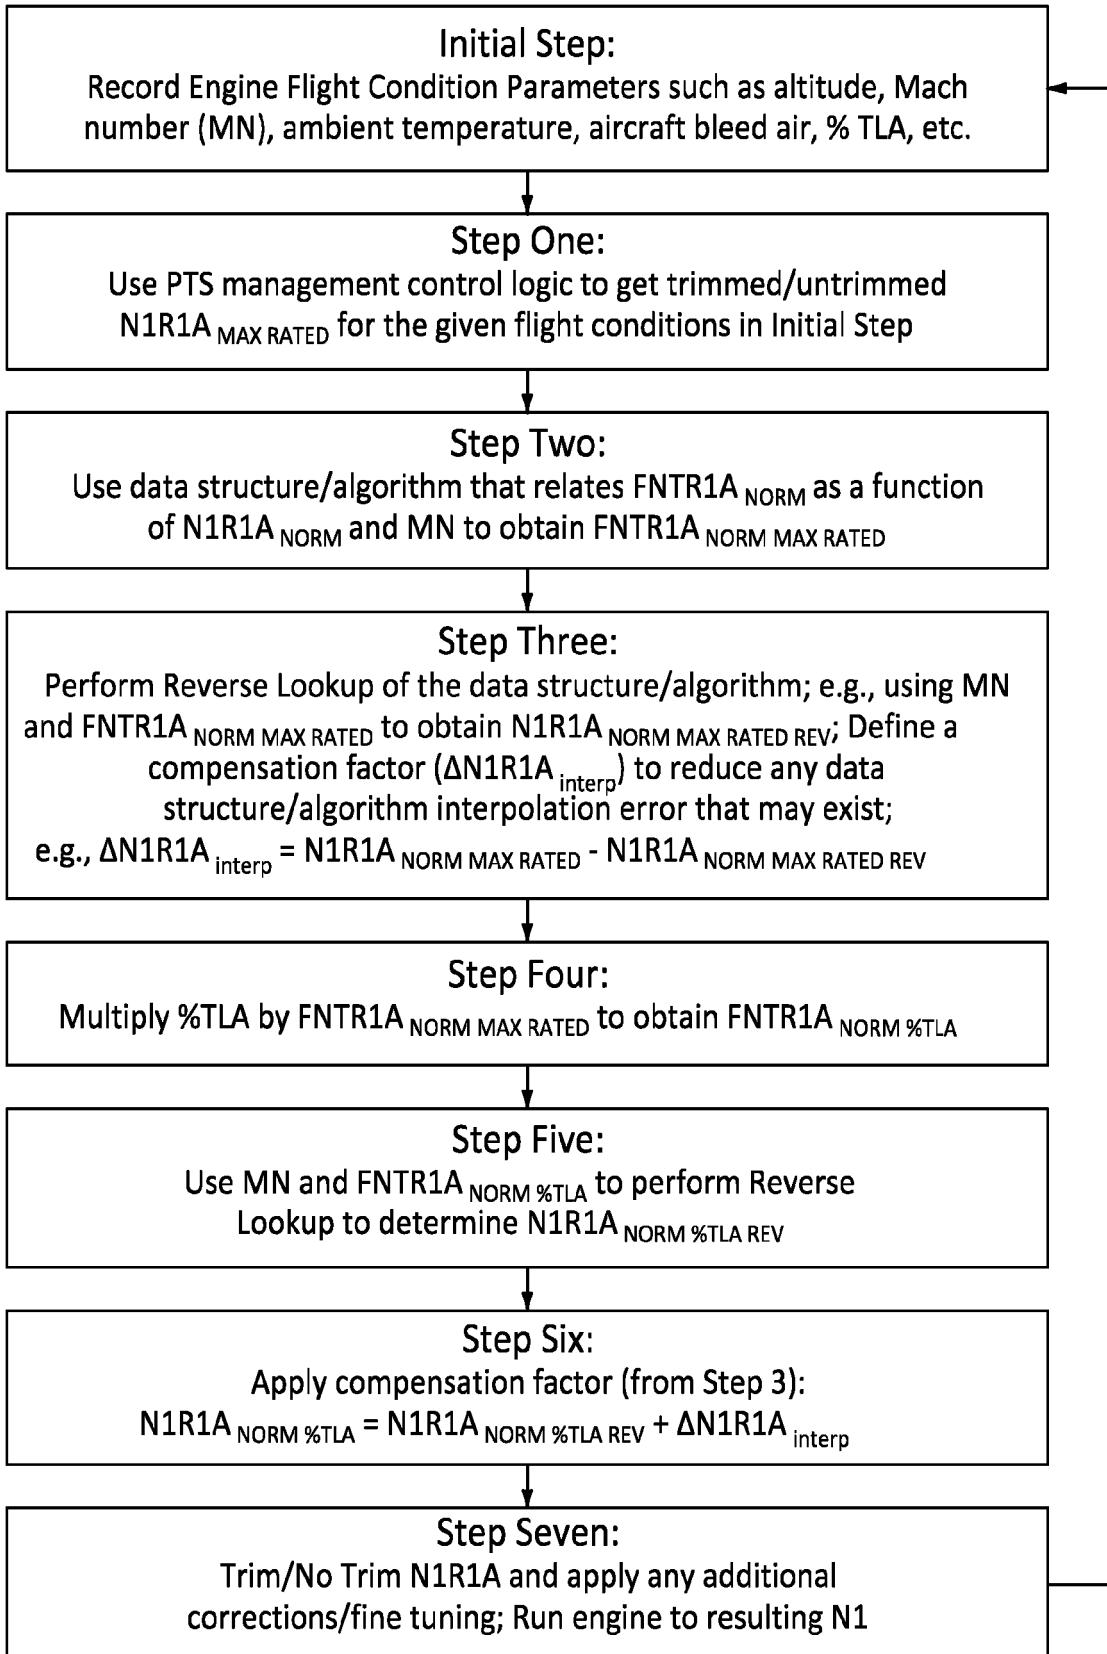 Initial Step:
Record Engine Flight Condition Parameters such as altitude, Mach
number (MN), ambient temperature, aircraft bleed air, % TLA, etc.
Step One:
Use PTS management control logic to get trimmed/untrimmed
N1R1A MAX RATED for the given flight conditions in Initial Step
Step Two:
Use data structure/algorithm that relates FNTR1A NORM as a function
of N1R1A NORM and MN to obtain FNTR1A NORM MAX RATED
Step Three:
Perform Reverse Lookup of the data structure/algorithm; e.g., using MN
and FNTR1A NORM MAX RATED to obtain N1R1A NORM MAX RATED REV; Define a
compensation factor (ΔN1R1A interp) to reduce any data
structure/algorithm interpolation error that may exist;
e.g., ΔN1R1A interp = N1R1A NORM MAX RATED - N1R1A NORM MAX RATED REV
Step Four:
Multiply %TLA by FNTR1A NORM MAX RATED to obtain FNTR1A NORM %TLA
Step Five:
Use MN and FNTR1A NORM %TLA to perform Reverse
Lookup to determine N1R1A NORM %TLA REV
Step Six:
Apply compensation factor (from Step 3):
N1R1A NORM %TLA = N1R1A NORM %TLA REV + ΔN1R1A interp
Step Seven:
Trim/No Trim N1R1A and apply any additional
corrections/fine tuning; Run engine to resulting N1